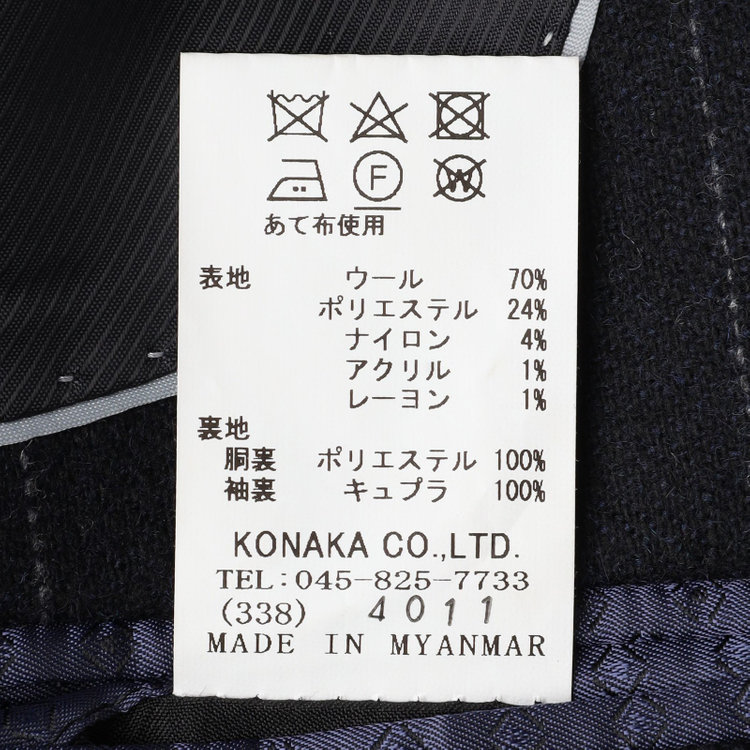 F
W
あて布使用
表地 ウール 70%
ポリエステル 24%
ナイロン 4%
アクリル 1%
レーヨン 1%
裏地
胴裏 ポリエステル 100%
袖裏 キュプラ 100%
KONAKA CO.,LTD.
TEL:045-825-7733
(338) 4011
MADE IN MYANMAR